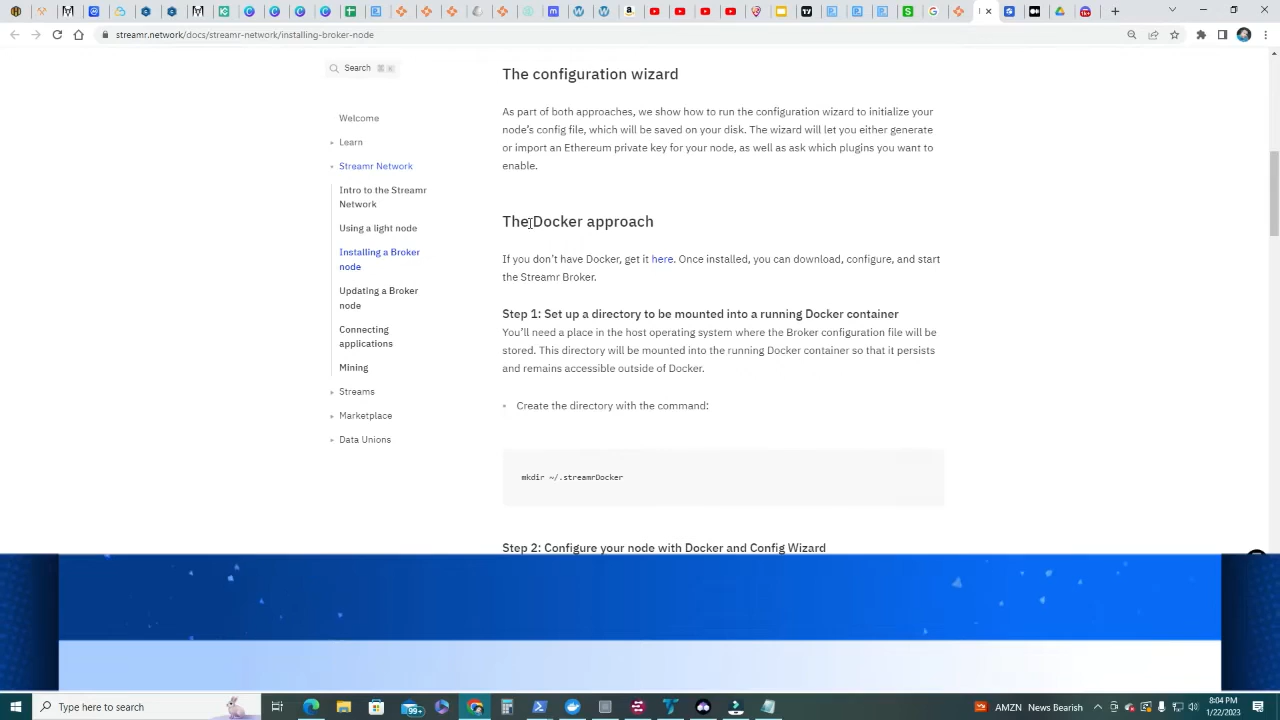 streamr.network/docs/streamr-network/installing-broker-node
Search
Welcome
Learn
Streamr Network
Intro to the Streamr
Network
Using a light node
Installing a Broker
node
Updating a Broker
node
Connecting
applications
Mining
Streams
Marketplace
Data Unions
The configuration wizard
As part of both approaches, we show how to run the configuration wizard to initialize your
node's config file, which will be saved on your disk. The wizard will let you either generate
or import an Ethereum private key for your node, as well as ask which plugins you want to
enable.
The Docker approach
If you don't have Docker, get it here. Once installed, you can download, configure, and start
the Streamr Broker.
Step 1: Set up a directory to be mounted into a running Docker container
You'll need a place in the host operating system where the Broker configuration file will be
stored. This directory will be mounted into the running Docker container so that it persists
and remains accessible outside of Docker.
Create the directory with the command:
mkdir ~/.streamrDocker
Step 2: Configure your node with Docker and Config Wizard
Type here to search
99+
AMZN News Bearish
8:04 PM
1/22/2023